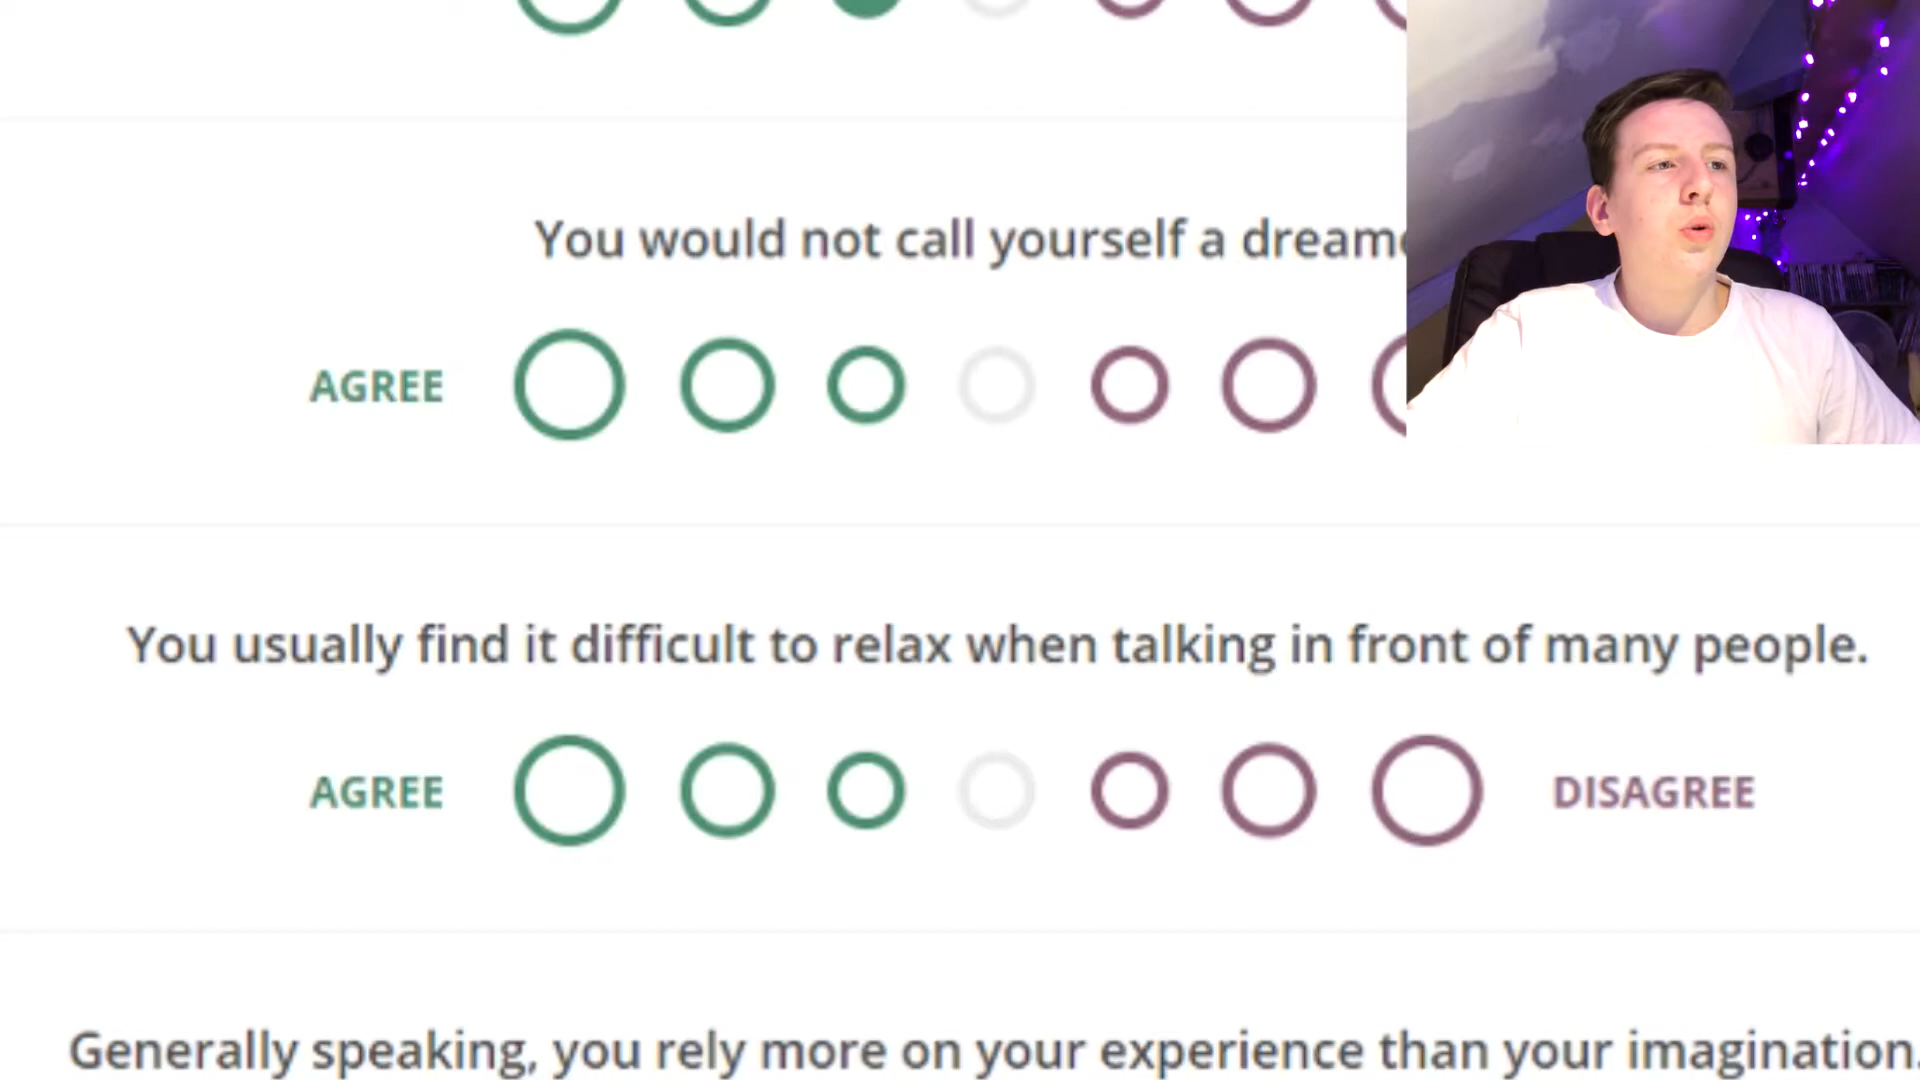 You would not call yourself a
AGREE
You usually find it difficult to relax when talking in front of many people.
AGREE DISAGREE
Generally speaking, you rely more on your experience than your imagination.